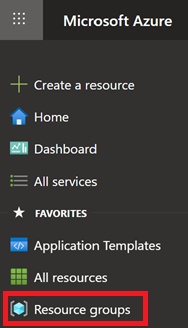 Microsoft Azure
Create a resource
Home
Dashboard
All services
FAVORITES
Application Templates
All resources
Resource groups